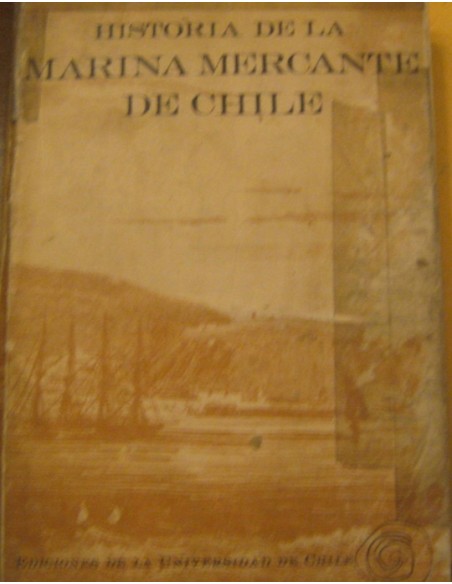 HISTORIA DE LA
MARINA MERCANTE
DE CHILE
EDICIONES DE LA UNIVERSIDAD DE CHILE